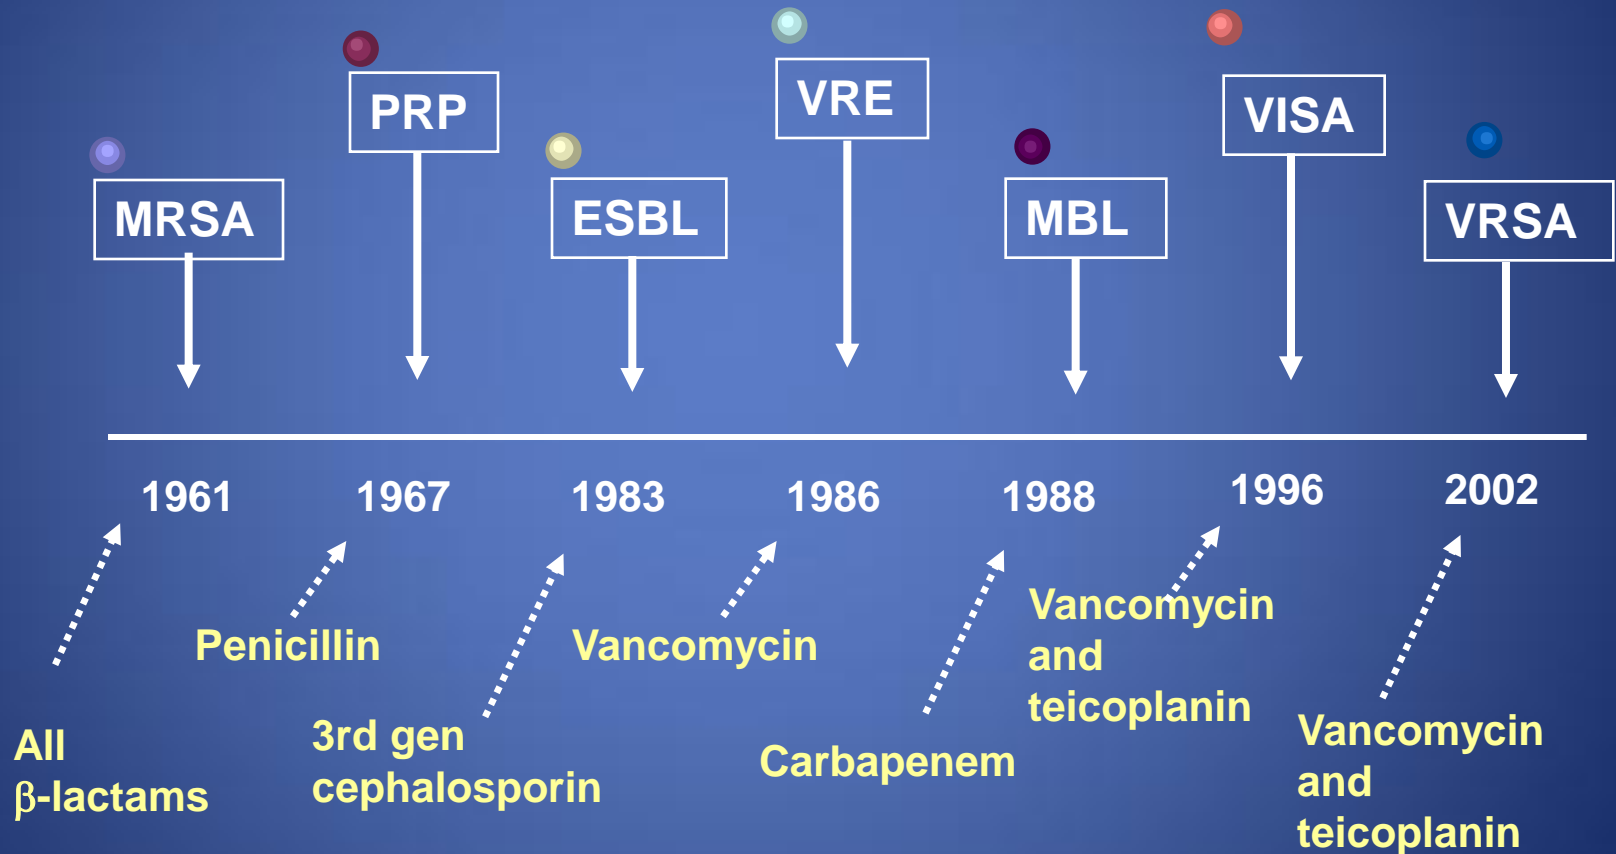 PRP
VRE
VISA
MRSA
ESBL
MBL
VRSA
1961
1967
1983
1986
1988
1996
2002
All
β-lactams
Penicillin
3rd gen
cephalosporin
Vancomycin
Carbapenem
Vancomycin
and
teicoplanin
Vancomycin
and
teicoplanin